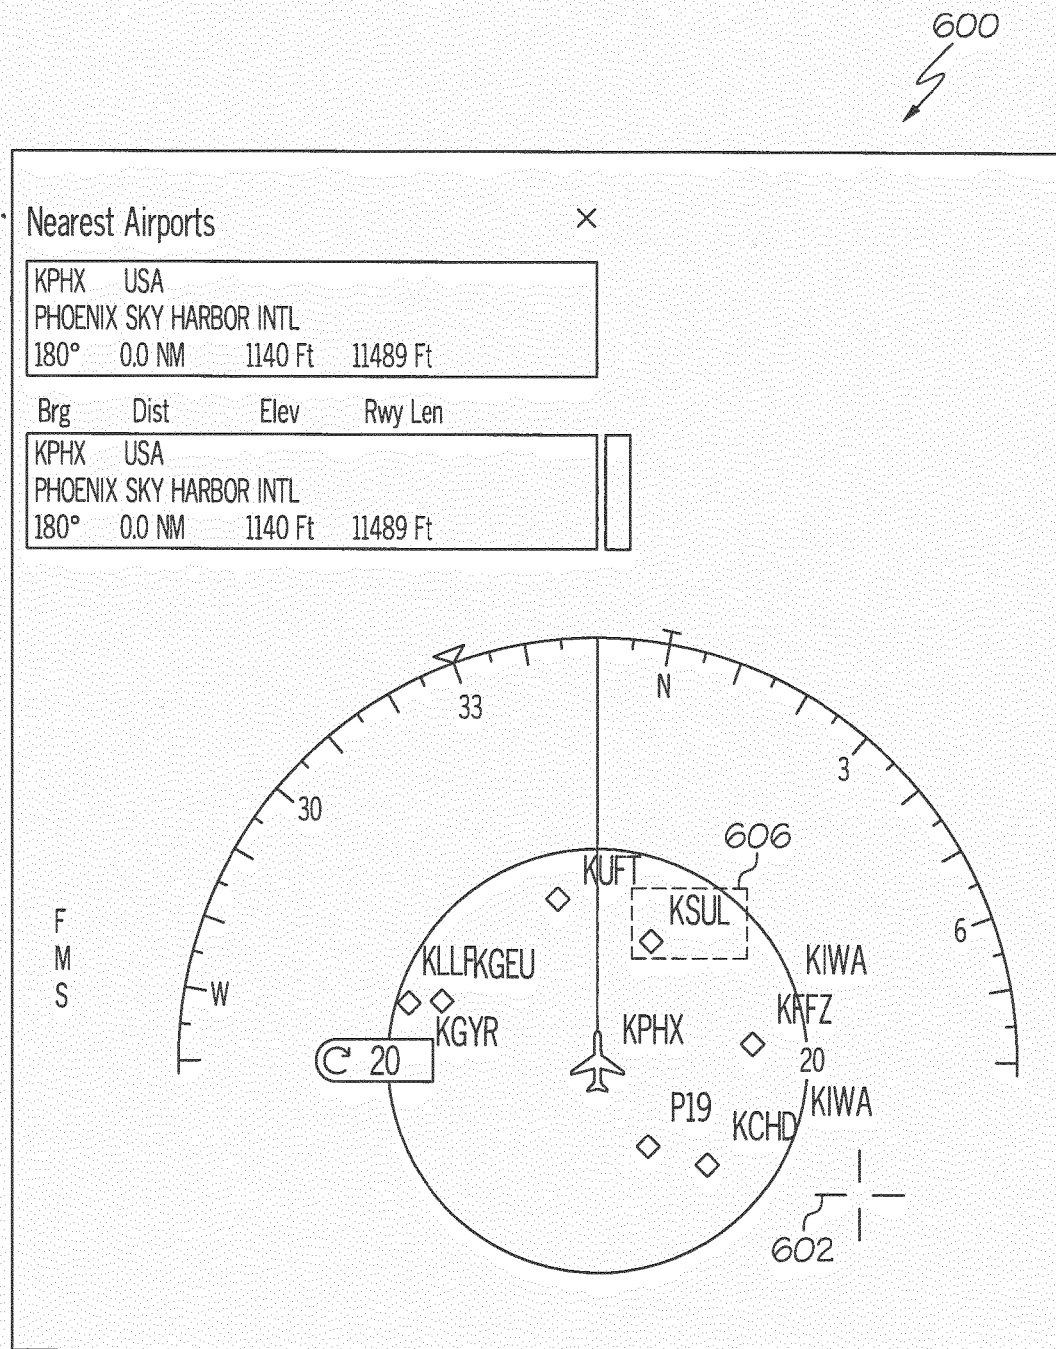 600
Nearest Airports ×
KPHX USA
PHOENIX SKY HARBOR INTL
180° 0.0 NM 1140 Ft 11489 Ft
Brg Dist Elev Rwy Len
KPHX USA
PHOENIX SKY HARBOR INTL
180° 0.0 NM 1140 Ft 11489 Ft
N
33
3
30
606
KUFT
KSUL
F
M
S
6
KLLF
KGEU
KIWA
W
KFFZ
KGYR
KPHX
20
20
P19
KIWA
KCHD
602